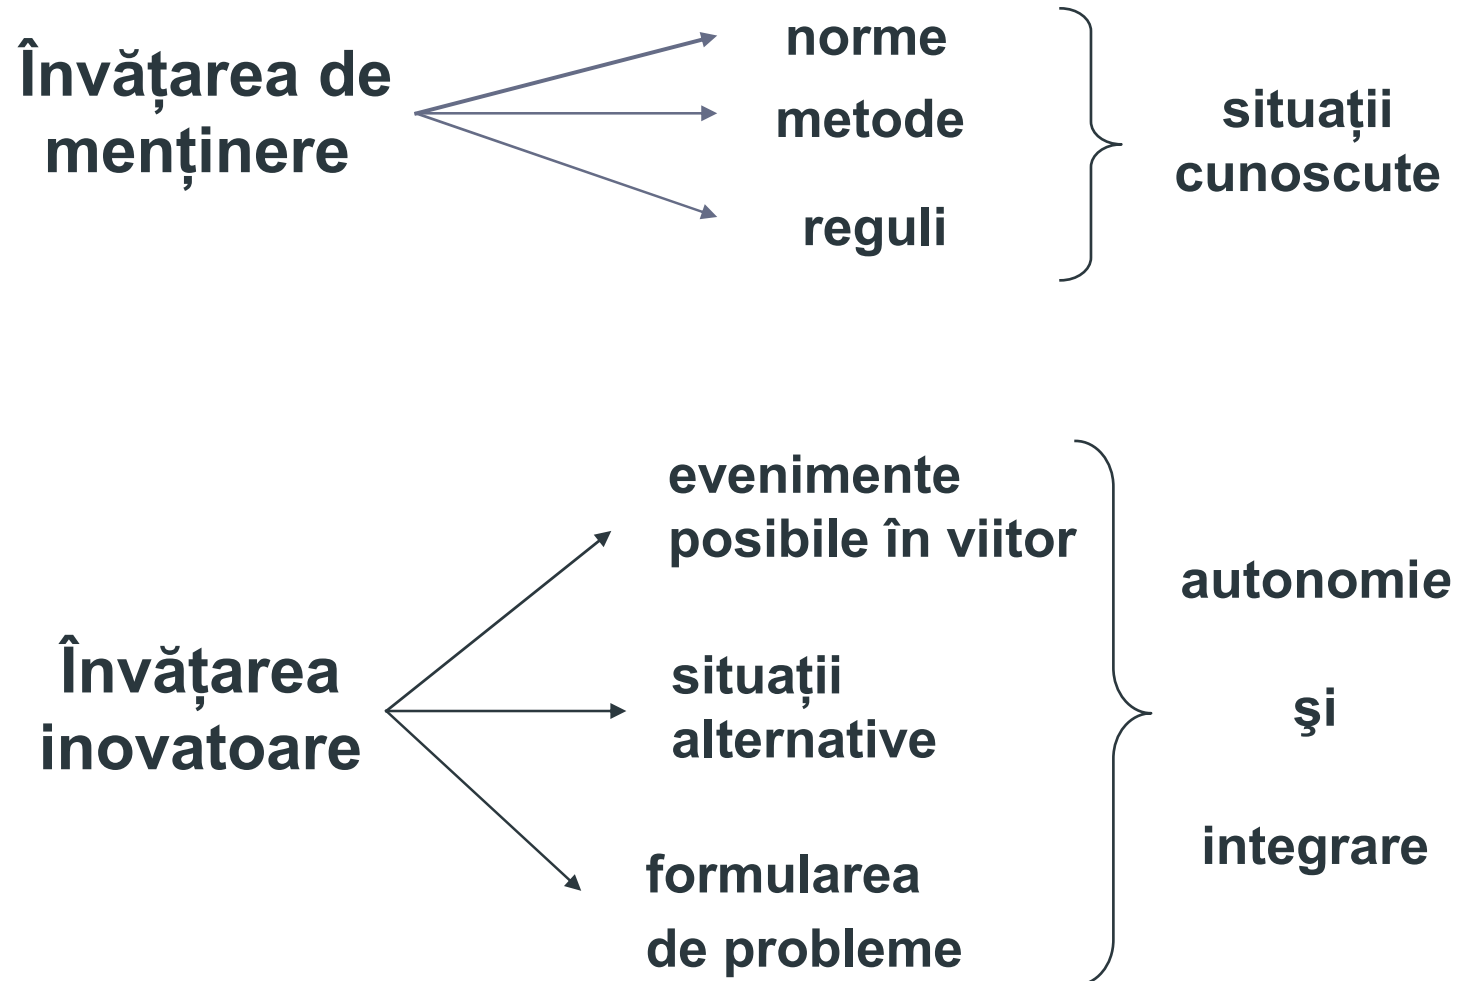 Învățarea de
menținere
norme
metode
reguli
situații
cunoscute
Învățarea
inovatoare
evenimente
posibile în viitor
situații
alternative
formularea
de probleme
autonomie
şi
integrare